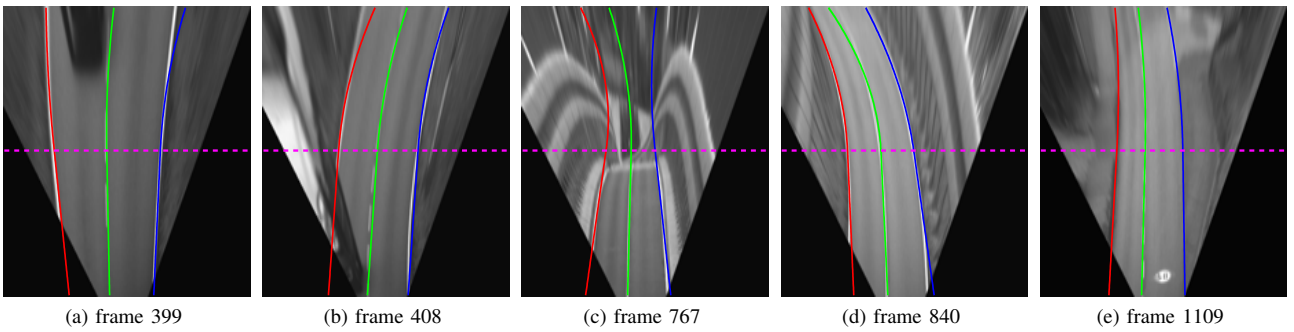 (a) frame 399
(b) frame 408
(c) frame 767
(d) frame 840
(e) frame 1109